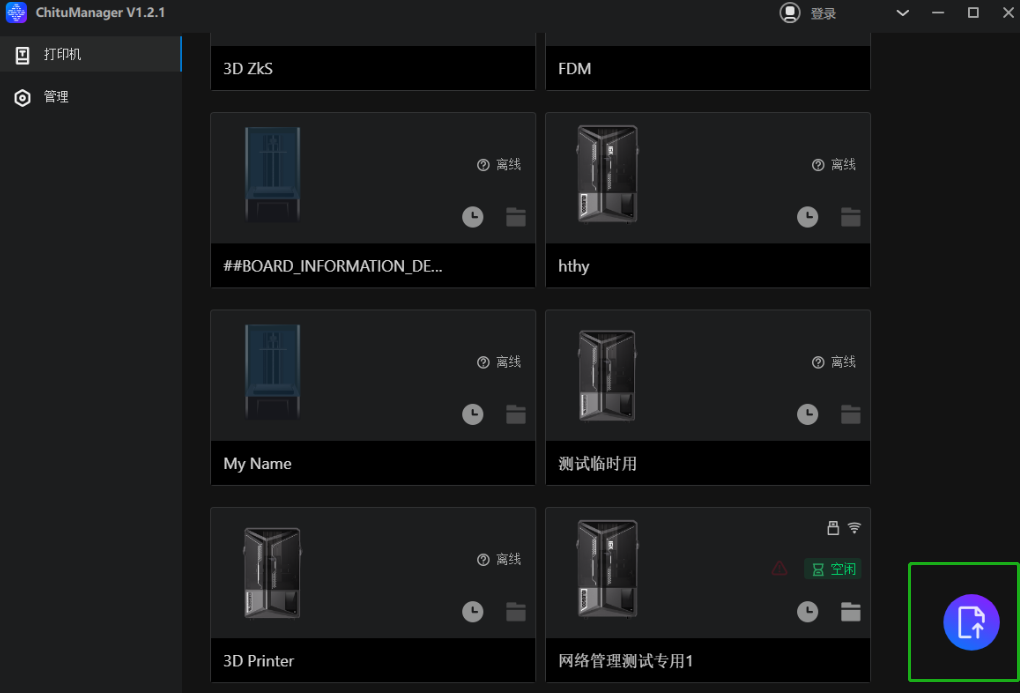 ChituManager V1.2.1
登录
打印机
管理
3D ZkS
FDM
离线
离线
##BOARD_INFORMATION_DE...
hthy
离线
离线
My Name
测试临时用
离线
空闲
3D Printer
网络管理测试专用1